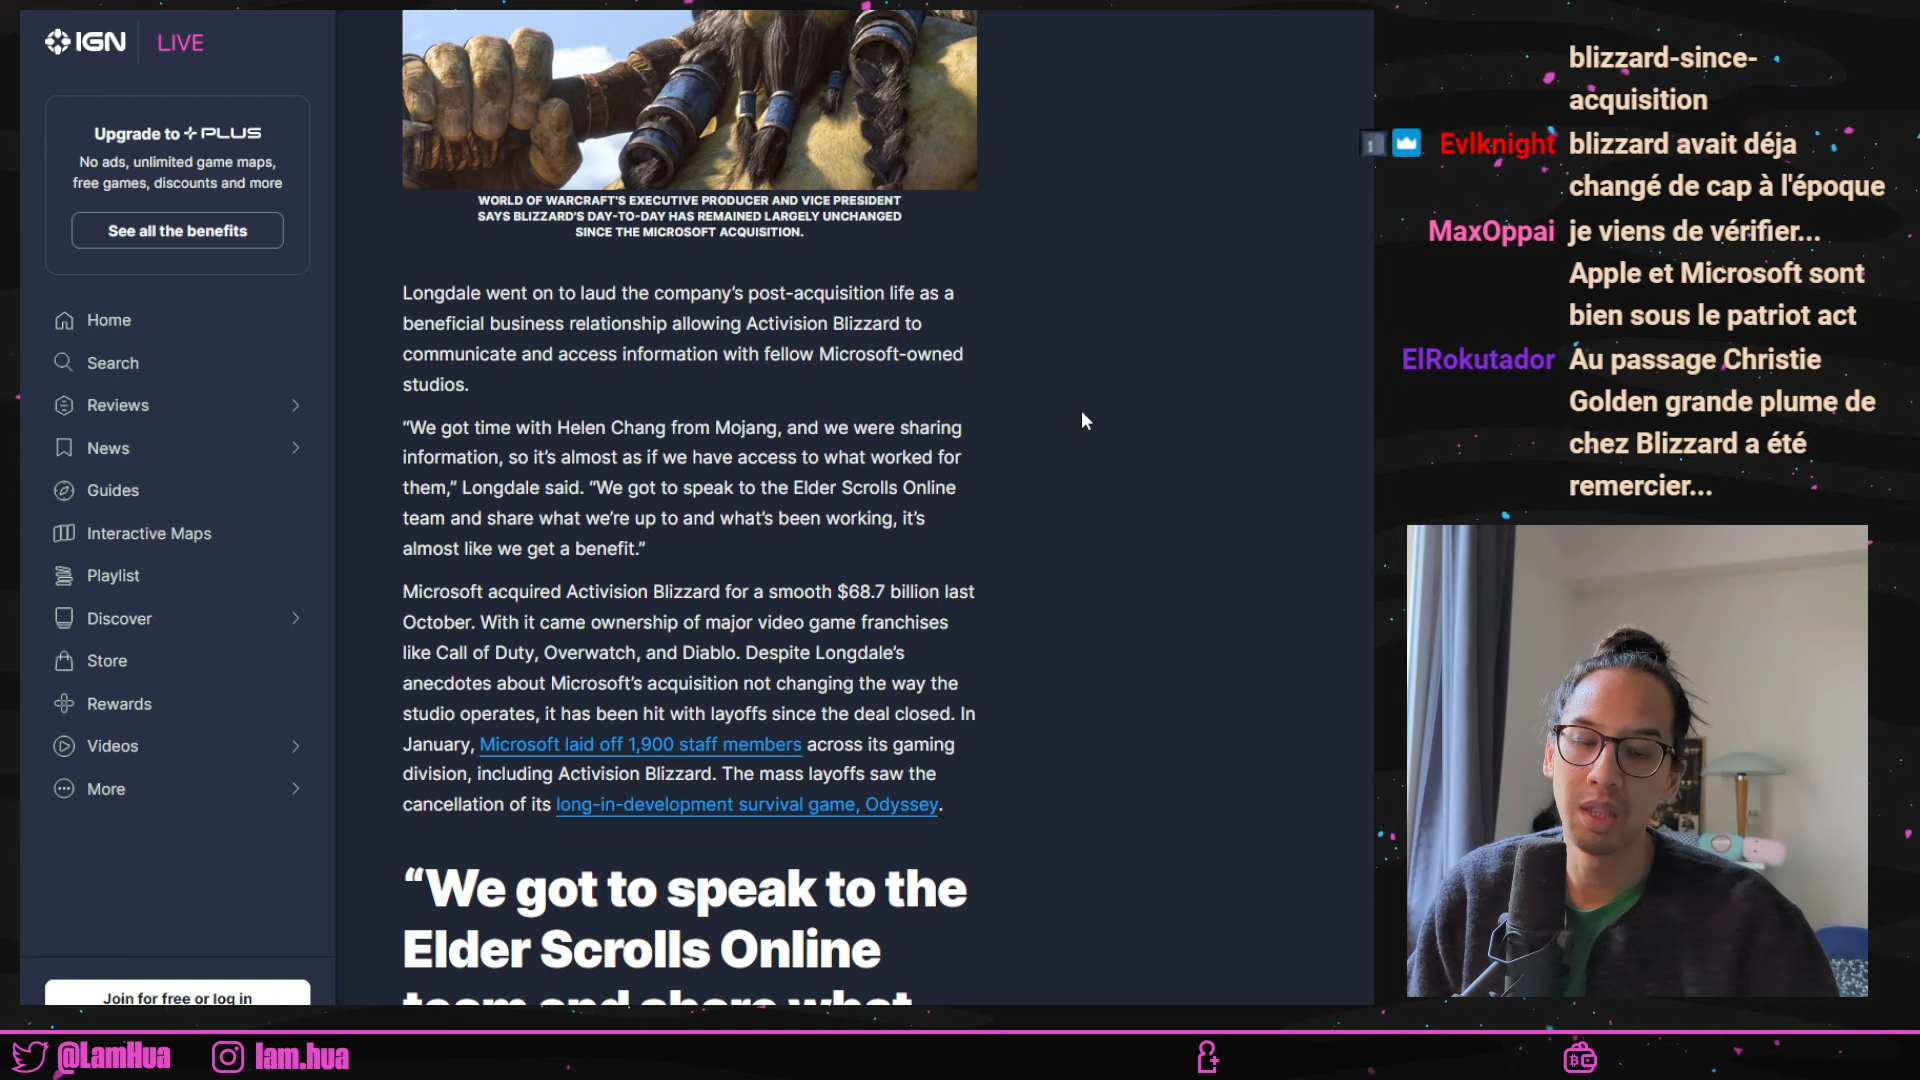 IGN LIVE
Upgrade to PLUS
No ads, unlimited game maps,
free games, discounts and more
See all the benefits
Home
Search
Reviews
News
Guides
Interactive Maps
Playlist
Discover
Store
Rewards
Videos
More
Join for free or log in
WORLD OF WARCRAFT'S EXECUTIVE PRODUCER AND VICE PRESIDENT
SAYS BLIZZARD'S DAY-TO-DAY HAS REMAINED LARGELY UNCHANGED
SINCE THE MICROSOFT ACQUISITION.
Longdale went on to laud the company’s post-acquisition life as a
beneficial business relationship allowing Activision Blizzard to
communicate and access information with fellow Microsoft-owned
studios.
“We got time with Helen Chang from Mojang, and we were sharing
information, so it’s almost as if we have access to what worked for
them,” Longdale said. “We got to speak to the Elder Scrolls Online
team and share what we’re up to and what’s been working, it’s
almost like we get a benefit.”
Microsoft acquired Activision Blizzard for a smooth $68.7 billion last
October. With it came ownership of major video game franchises
like Call of Duty, Overwatch, and Diablo. Despite Longdale’s
anecdotes about Microsoft’s acquisition not changing the way the
studio operates, it has been hit with layoffs since the deal closed. In
January, Microsoft laid off 1,900 staff members across its gaming
division, including Activision Blizzard. The mass layoffs saw the
cancellation of its long-in-development survival game, Odyssey.
“We got to speak to the
Elder Scrolls Online
team and share what
blizzard-since-
acquisition
1 Evlknight blizzard avait déja
changé de cap à l'époque
MaxOppai je viens de vérifier...
Apple et Microsoft sont
bien sous le patriot act
ElRokutador Au passage Christie
Golden grande plume de
chez Blizzard a été
remercier...
@LamHua lam.hua